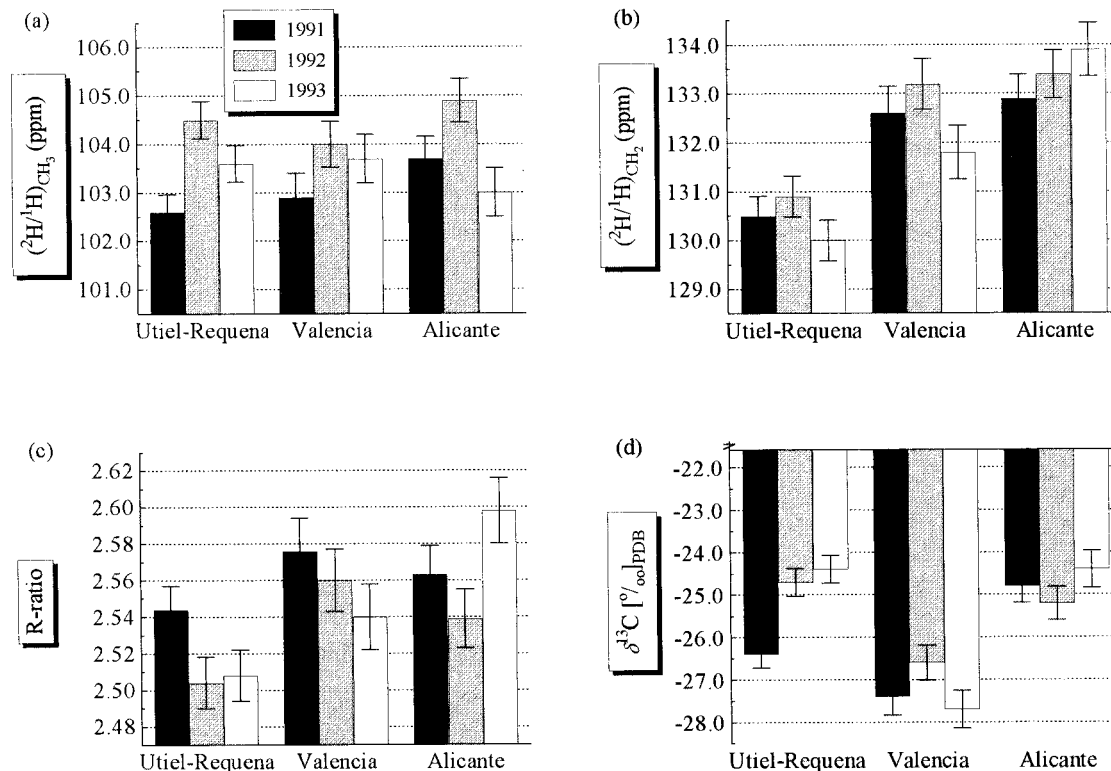 (a)
1991
1992
1993
(²H/¹H)CH₃ (ppm)
106.0
105.0
104.0
103.0
102.0
101.0
Utiel-Requena Valencia Alicante
(b)
(²H/¹H)CH₂ (ppm)
134.0
133.0
132.0
131.0
130.0
129.0
Utiel-Requena Valencia Alicante
(c)
R-ratio
2.62
2.60
2.58
2.56
2.54
2.52
2.50
2.48
Utiel-Requena Valencia Alicante
(d)
δ¹³C [º/ₒₒ]PDB
-22.0
-23.0
-24.0
-25.0
-26.0
-27.0
-28.0
Utiel-Requena Valencia Alicante